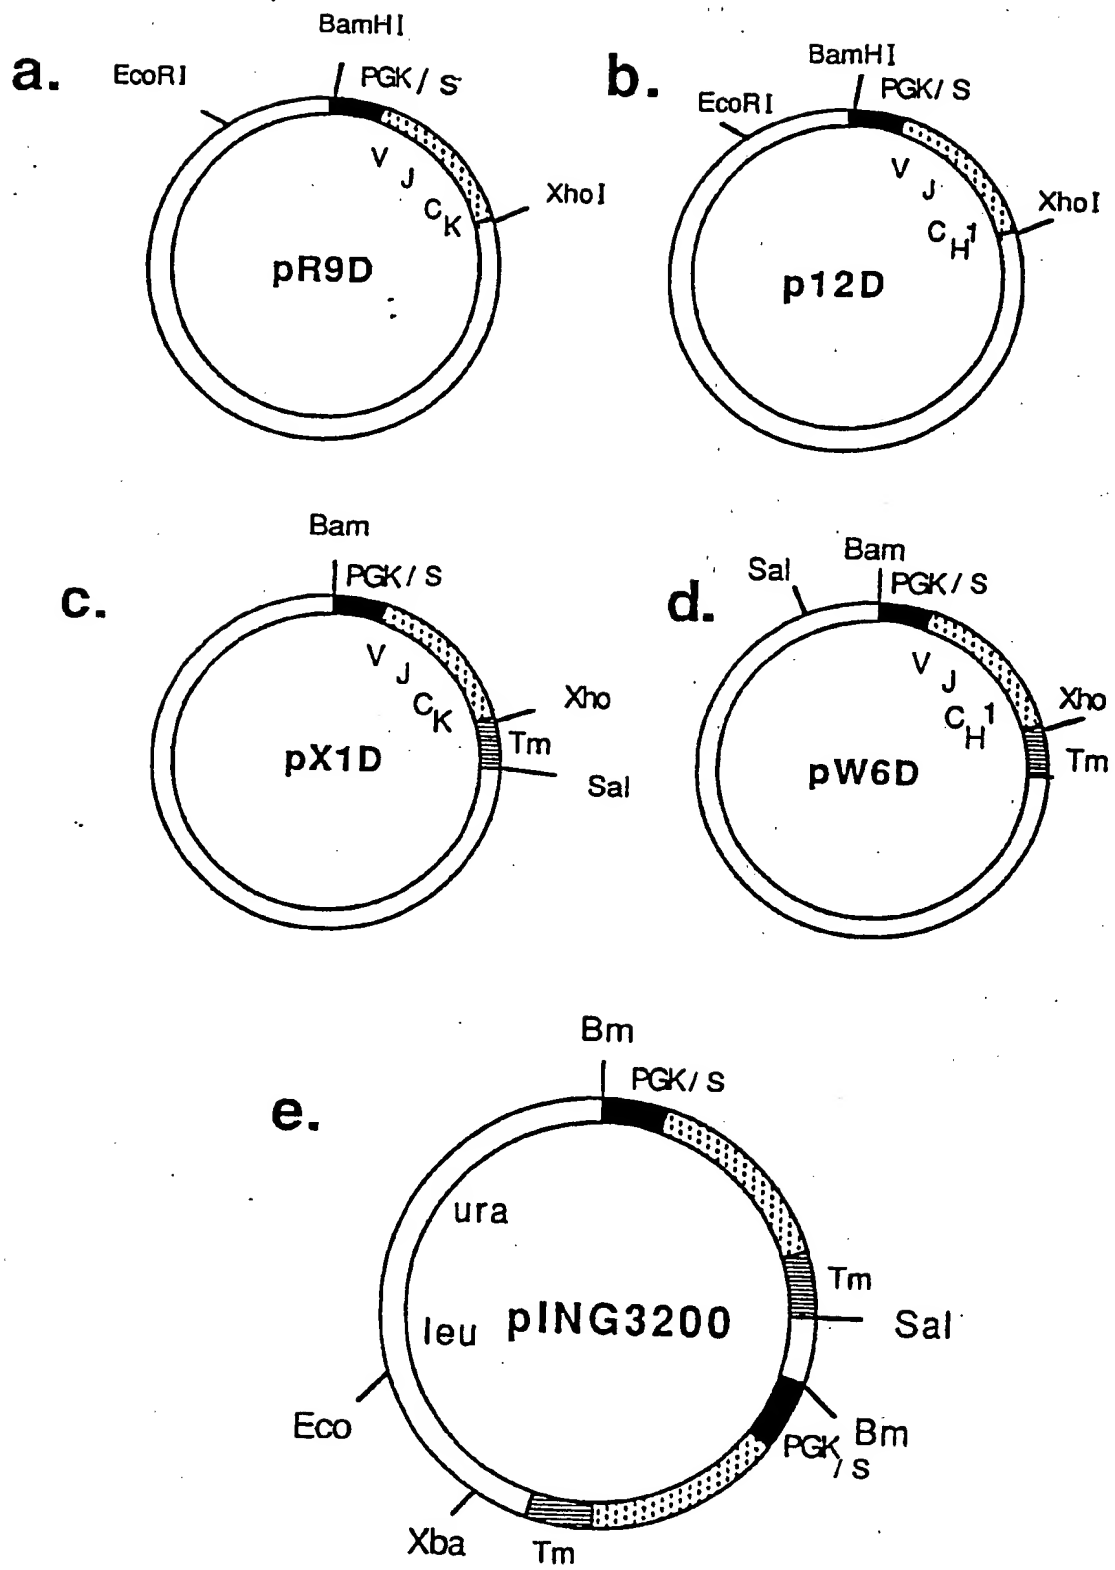 a.
BamHI
EcoRI
PGK/ S
V
J
CK
XhoI
pR9D
b.
BamHI
EcoRI
PGK/ S
V
J
CH1
XhoI
p12D
c.
Bam
PGK/ S
V
J
CK
Xho
Tm
Sal
pX1D
d.
Sal
Bam
PGK/ S
V
J
CH1
Xho
Tm
pW6D
e.
Bm
PGK/ S
ura
Tm
leu
pING3200
Sal
Eco
Bm
PGK
/ S
Xba
Tm